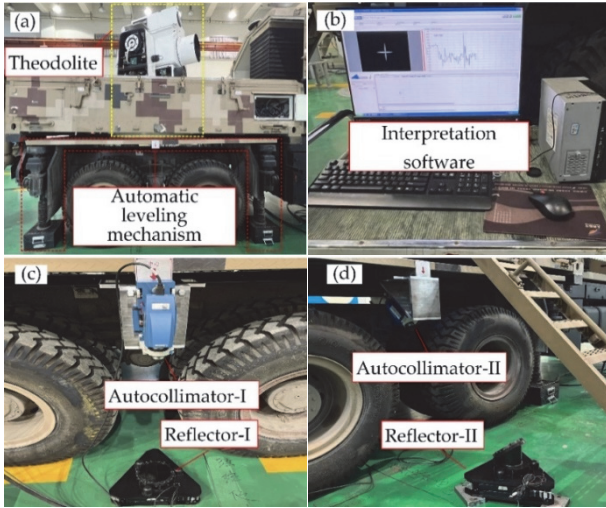 (a)
Theodolite
Automatic
leveling
mechanism
(b)
Interpretation
software
(c)
Autocollimator-I
Reflector-I
(d)
Autocollimator-II
Reflector-II